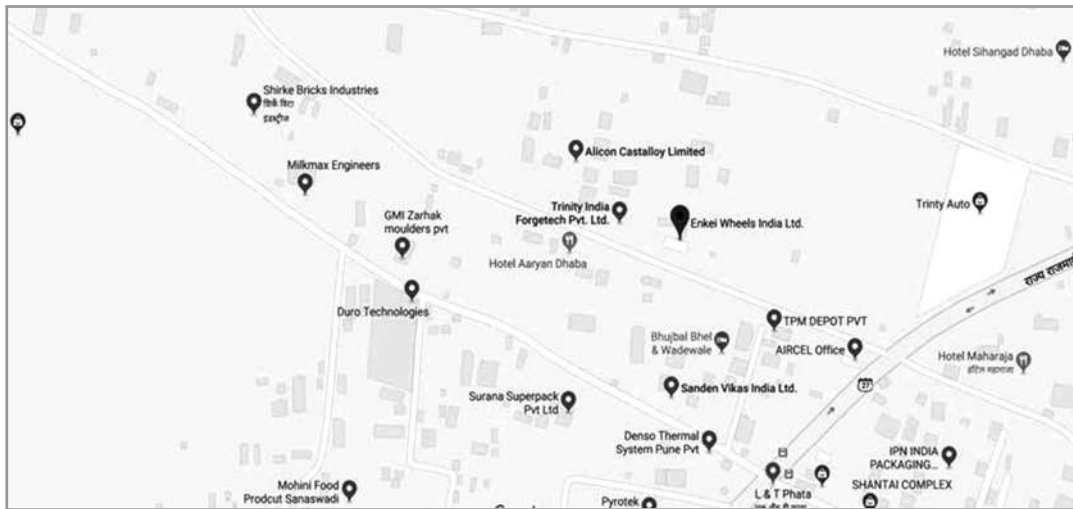 Hotel Sihangad Dhaba
Shirke Bricks Industries
Alicon Castalloy Limited
Milkmax Engineers
Trinity India
Forgetech Pvt. Ltd.
Trinty Auto
GMI Zarhak
moulders pvt
Enkei Wheels India Ltd.
Hotel Aaryan Dhaba
Duro Technologies
TPM DEPOT PVT
Bhujbal Bhel
& Wadewale
AIRCEL Office
Hotel Maharaja
Sanden Vikas India Ltd.
Surana Superpack
Pvt Ltd
Denso Thermal
System Pune Pvt
IPN INDIA
PACKAGING...
Mohini Food
Prodcut Sanaswadi
L & T Phata
SHANTAI COMPLEX
Pyrotek